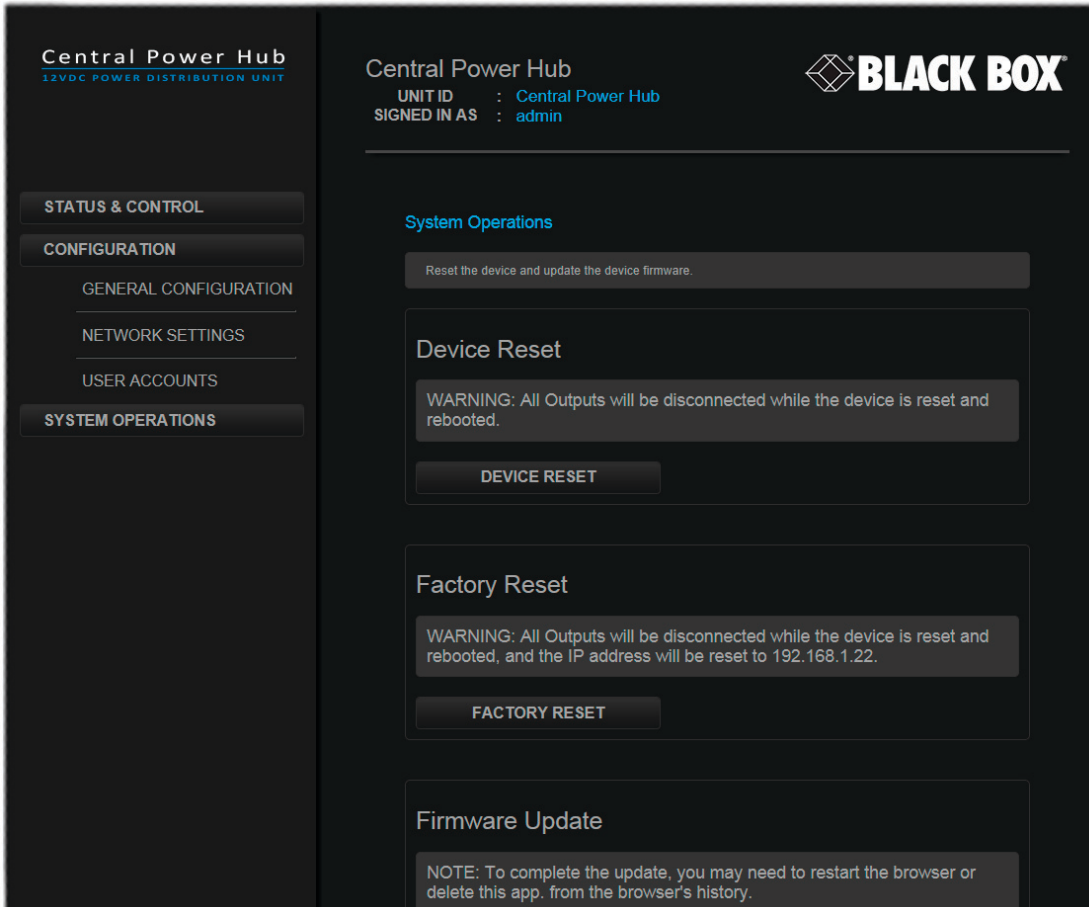 Central Power Hub
12VDC POWER DISTRIBUTION UNIT
STATUS & CONTROL
CONFIGURATION
GENERAL CONFIGURATION
NETWORK SETTINGS
USER ACCOUNTS
SYSTEM OPERATIONS
Central Power Hub
UNIT ID : Central Power Hub
SIGNED IN AS : admin
BLACK BOX®
System Operations
Reset the device and update the device firmware.
Device Reset
WARNING: All Outputs will be disconnected while the device is reset and
rebooted.
DEVICE RESET
Factory Reset
WARNING: All Outputs will be disconnected while the device is reset and
rebooted, and the IP address will be reset to 192.168.1.22.
FACTORY RESET
Firmware Update
NOTE: To complete the update, you may need to restart the browser or
delete this app. from the browser's history.